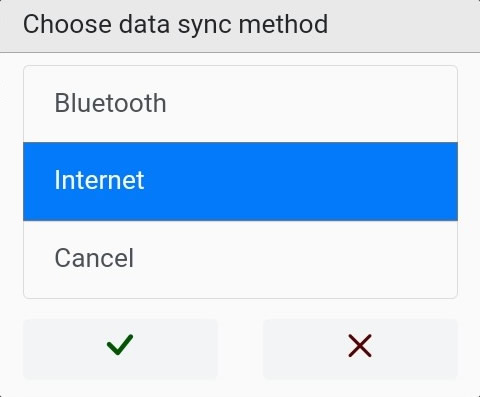 Choose data sync method
Bluetooth
Internet
Cancel